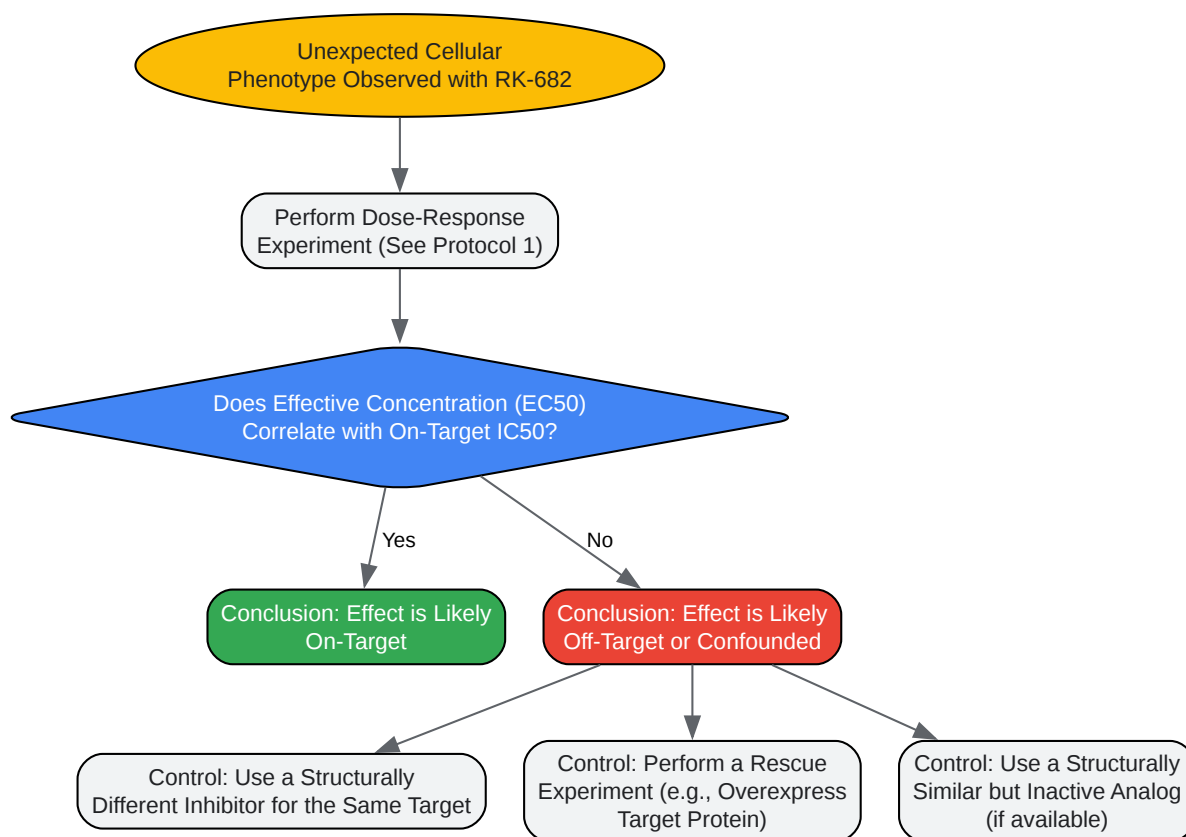 Unexpected Cellular
Phenotype Observed with RK-682
Perform Dose-Response
Experiment (See Protocol 1)
Does Effective Concentration (EC50)
Correlate with On-Target IC50?
Yes
No
Conclusion: Effect is Likely
On-Target
Conclusion: Effect is Likely
Off-Target or Confounded
Control: Use a Structurally
Different Inhibitor for the Same Target
Control: Perform a Rescue
Experiment (e.g., Overexpress
Target Protein)
Control: Use a Structurally
Similar but Inactive Analog
(if available)